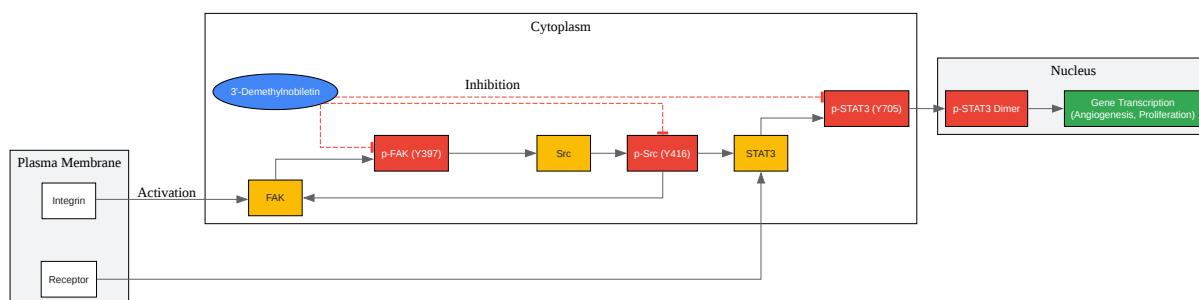 Cytoplasm
Nucleus
3'-Demethylnobiletin
Inhibition
p-STAT3 (Y705)
p-STAT3 Dimer
Gene Transcription
(Angiogenesis, Proliferation)
p-FAK (Y397)
Src
p-Src (Y416)
STAT3
Plasma Membrane
Integrin
Activation
FAK
Receptor